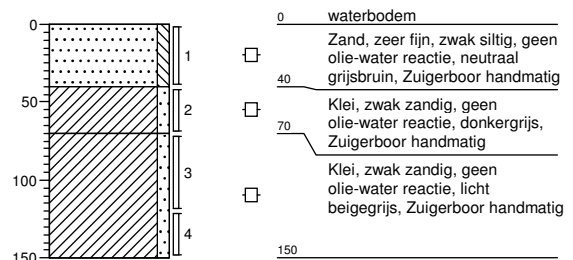 0
50
100
150
1
2
3
4
0 waterbodem
Zand, zeer fijn, zwak siltig, geen
olie-water reactie, neutraal
grijsbruin, Zuigerboor handmatig
40
Klei, zwak zandig, geen
olie-water reactie, donkergrijs,
Zuigerboor handmatig
70
Klei, zwak zandig, geen
olie-water reactie, licht
beigegrijs, Zuigerboor handmatig
150